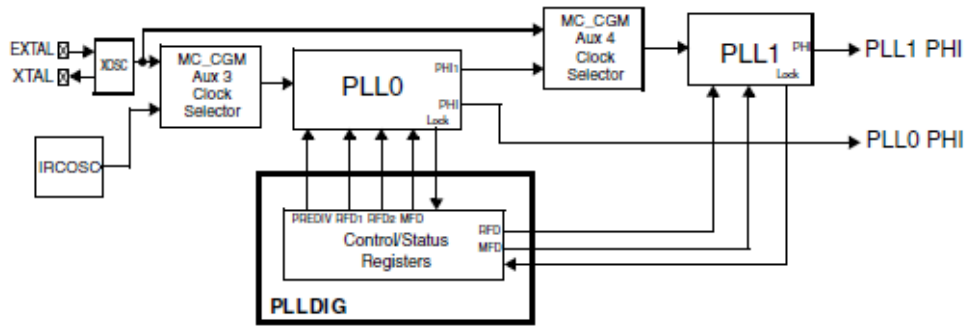 EXTAL
XTAL
XOSC
MC_CGM
Aux 3
Clock
Selector
IRCOSC
PLL0
PHI1
PHI
Lock
MC_CGM
Aux 4
Clock
Selector
PLL1
PHI
Lock
PLL1 PHI
PLL0 PHI
PREDIV RFD1 RFD2 MFD
RFD
MFD
Control/Status
Registers
PLLDIG